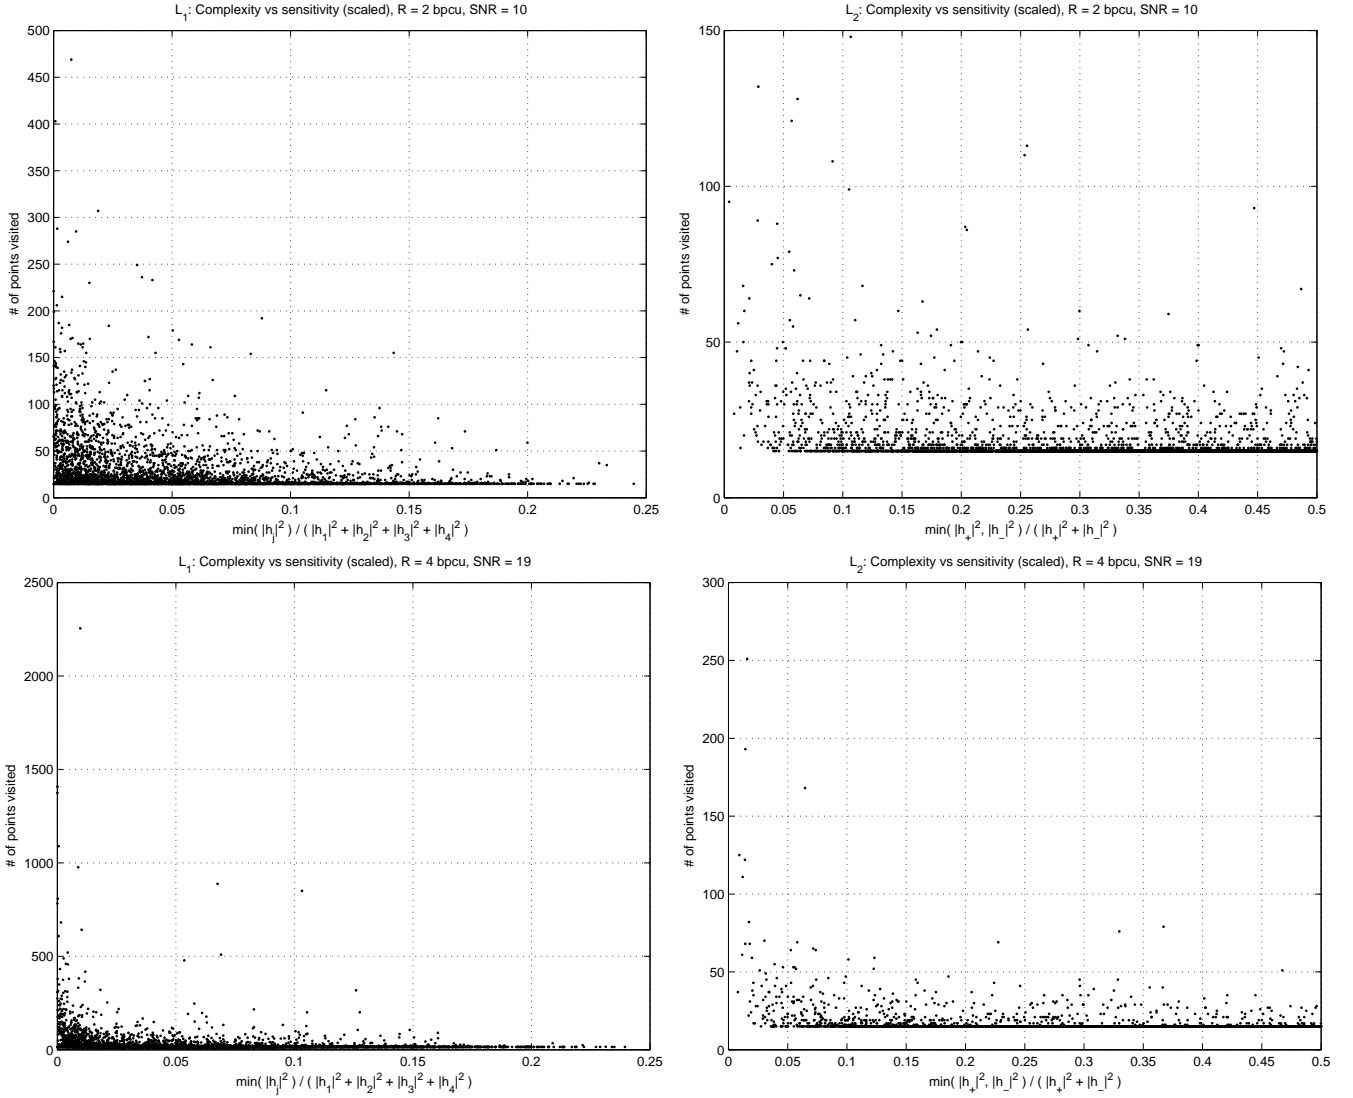 L1: Complexity vs sensitivity (scaled), R = 2 bpcu, SNR = 10
# of points visited
500
450
400
350
300
250
200
150
100
50
0
0 0.05 0.1 0.15 0.2 0.25
min( |hj|2 ) / ( |h1|2 + |h2|2 + |h3|2 + |h4|2 )
L2: Complexity vs sensitivity (scaled), R = 2 bpcu, SNR = 10
# of points visited
150
100
50
0
0 0.05 0.1 0.15 0.2 0.25 0.3 0.35 0.4 0.45 0.5
min( |h+|2, |h−|2 ) / ( |h+|2 + |h−|2 )
L1: Complexity vs sensitivity (scaled), R = 4 bpcu, SNR = 19
# of points visited
2500
2000
1500
1000
500
0
0 0.05 0.1 0.15 0.2 0.25
min( |hj|2 ) / ( |h1|2 + |h2|2 + |h3|2 + |h4|2 )
L2: Complexity vs sensitivity (scaled), R = 4 bpcu, SNR = 19
# of points visited
300
250
200
150
100
50
0
0 0.05 0.1 0.15 0.2 0.25 0.3 0.35 0.4 0.45 0.5
min( |h+|2, |h−|2 ) / ( |h+|2 + |h−|2 )